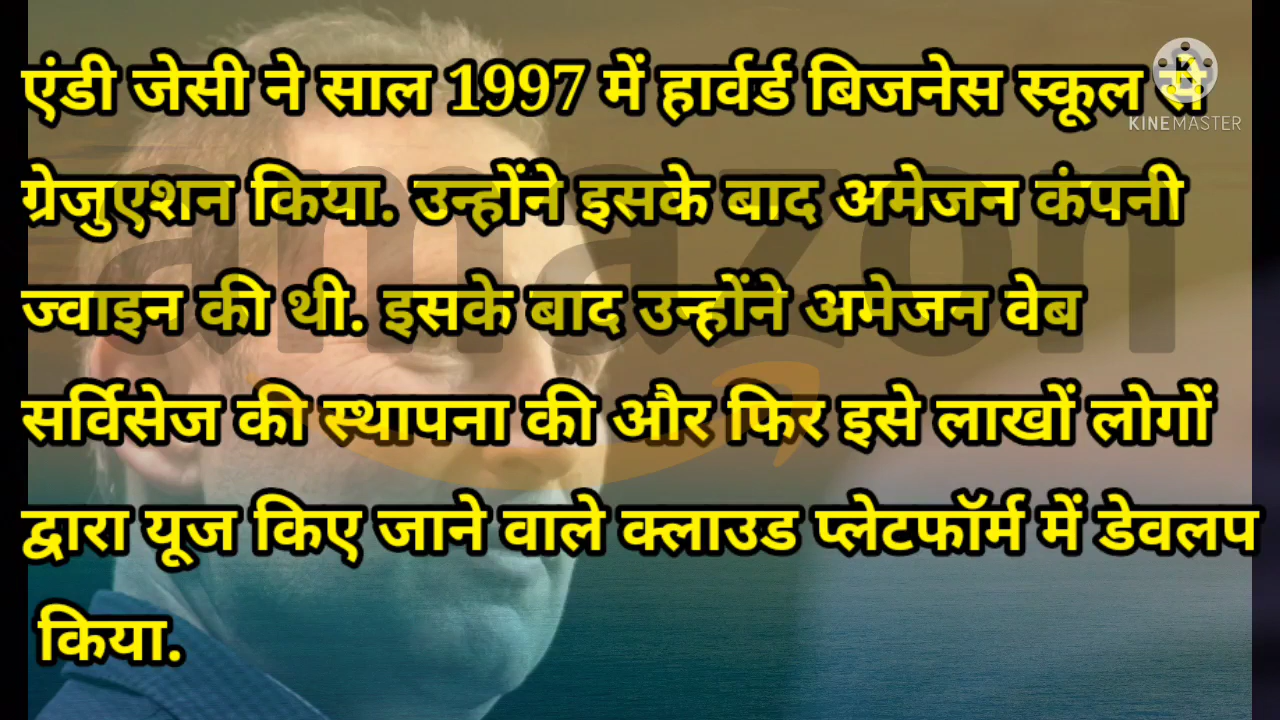 एंडी जेसी ने साल 1997 में हार्वर्ड बिजनेस स्कूल से
ग्रेजुएशन किया. उन्होंने इसके बाद अमेजन कंपनी
ज्वाइन की थी. इसके बाद उन्होंने अमेजन वेब
सर्विसेज की स्थापना की और फिर इसे लाखों लोगों
द्वारा यूज किए जाने वाले क्लाउड प्लेटफॉर्म में डेवलप
किया.
KINEMASTER
amazon